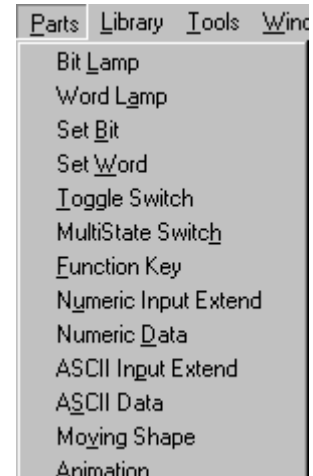 Parts Library Tools Winc
Bit Lamp
Word Lamp
Set Bit
Set Word
Toggle Switch
MultiState Switch
Function Key
Numeric Input Extend
Numeric Data
ASCII Input Extend
ASCII Data
Moving Shape
Animation